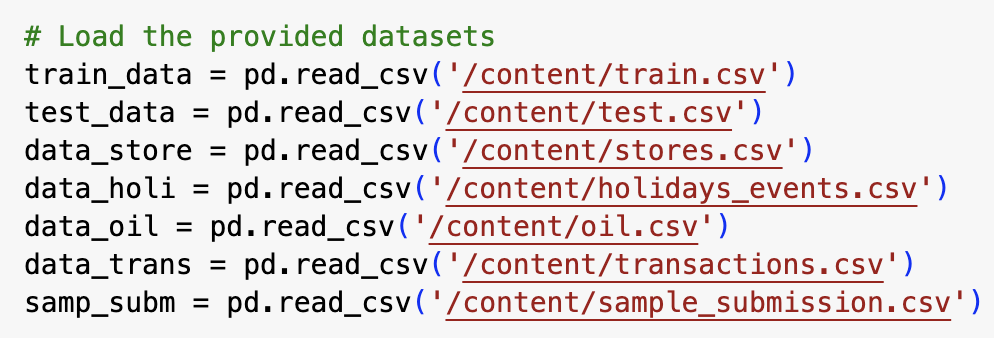 # Load the provided datasets
train_data = pd.read_csv('/content/train.csv')
test_data = pd.read_csv('/content/test.csv')
data_store = pd.read_csv('/content/stores.csv')
data_holi = pd.read_csv('/content/holidays_events.csv')
data_oil = pd.read_csv('/content/oil.csv')
data_trans = pd.read_csv('/content/transactions.csv')
samp_subm = pd.read_csv('/content/sample_submission.csv')